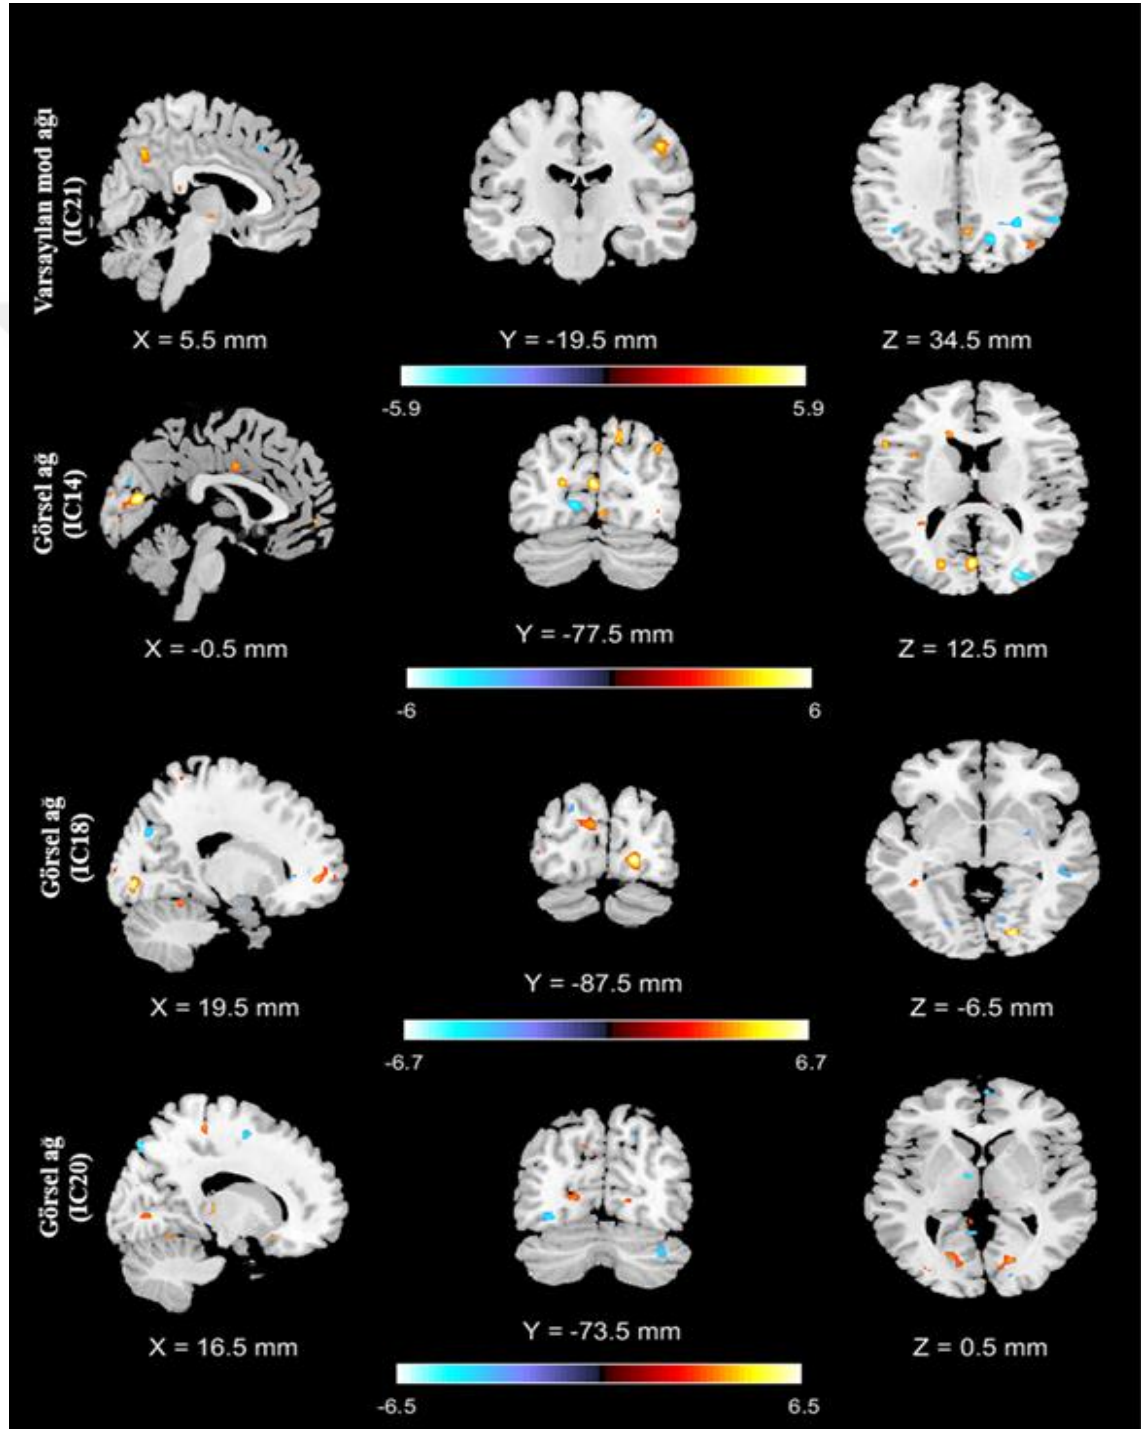 Varsayılan mod ağı
(IC21)
X = 5.5 mm
Y = -19.5 mm
Z = 34.5 mm
-5.9
5.9
Görsel ağ
(IC14)
X = -0.5 mm
Y = -77.5 mm
Z = 12.5 mm
-6
6
Görsel ağ
(IC18)
X = 19.5 mm
Y = -87.5 mm
Z = -6.5 mm
-6.7
6.7
Görsel ağ
(IC20)
X = 16.5 mm
Y = -73.5 mm
Z = 0.5 mm
-6.5
6.5